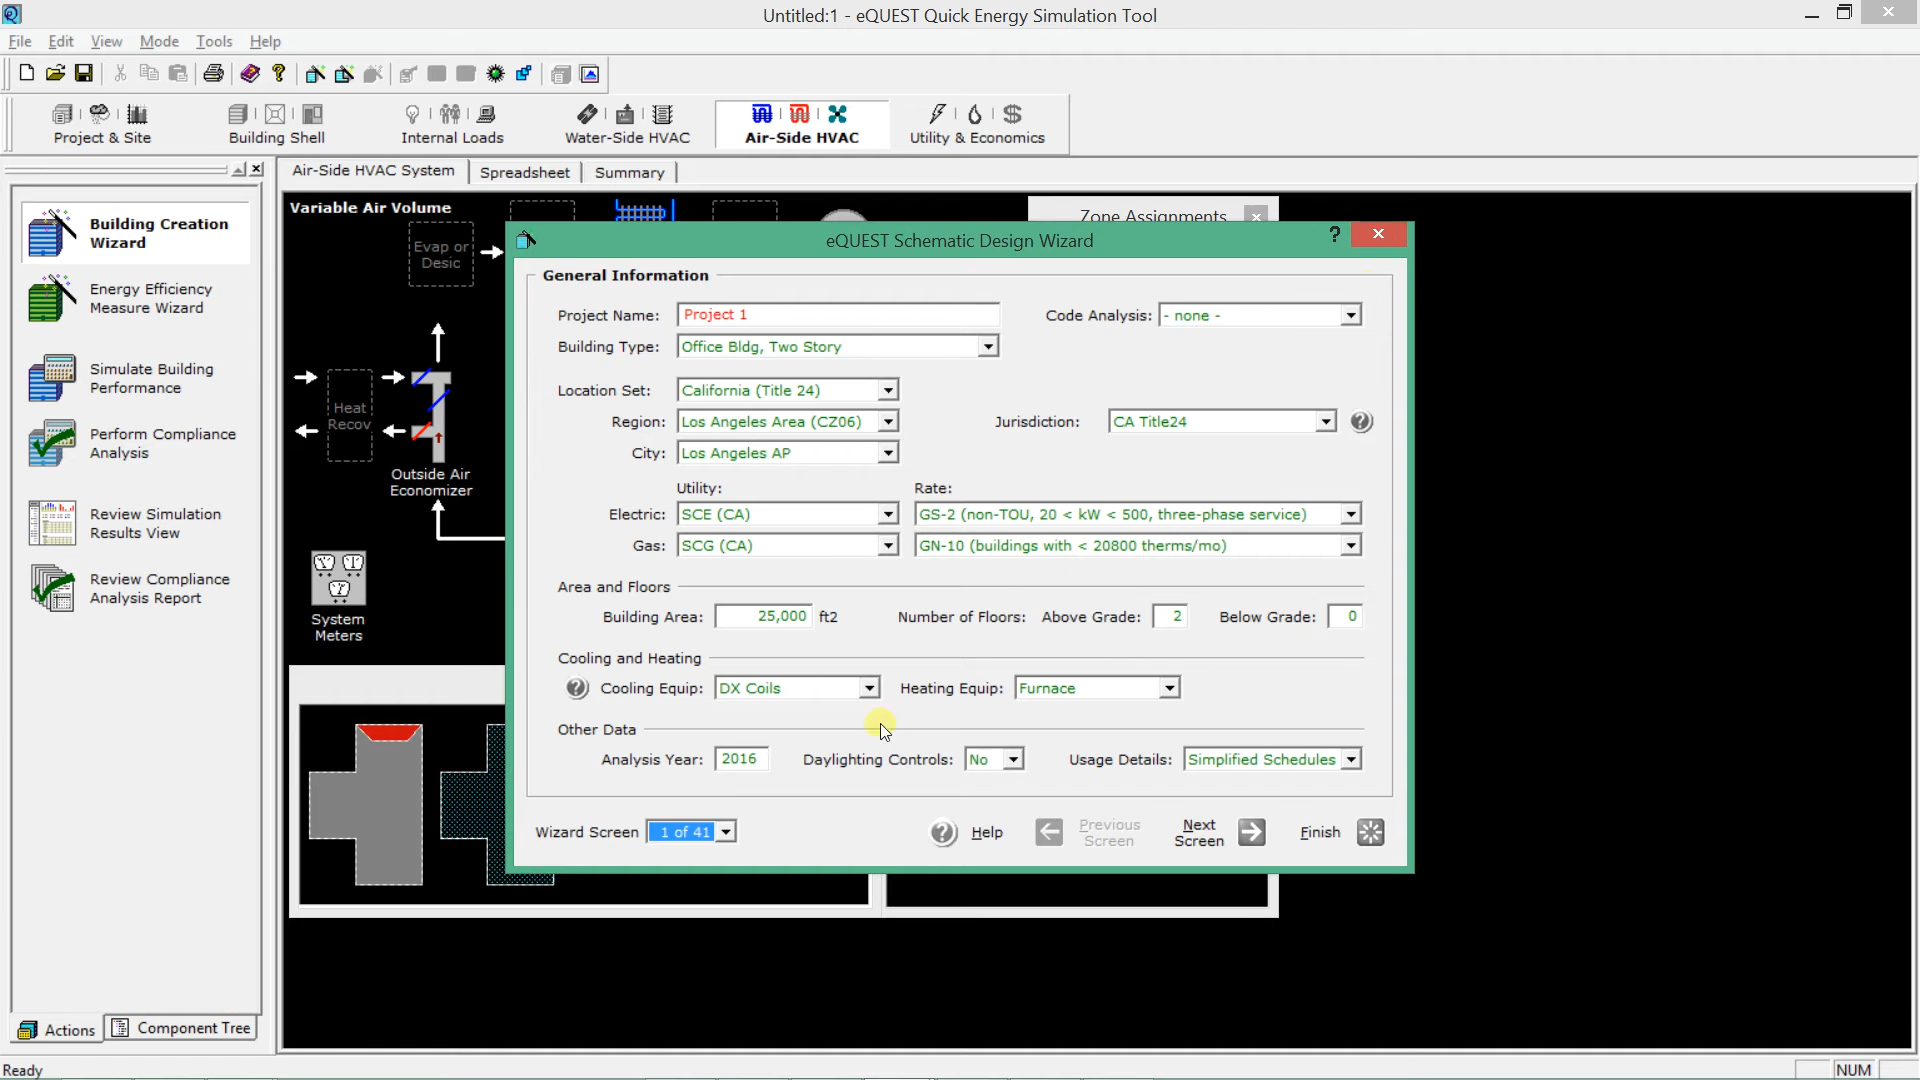 Untitled:1 - eQUEST Quick Energy Simulation Tool
File Edit View Mode Tools Help
Project & Site Building Shell Internal Loads Water-Side HVAC Air-Side HVAC Utility & Economics
Air-Side HVAC System Spreadsheet Summary
Building Creation
Wizard
Energy Efficiency
Measure Wizard
Simulate Building
Performance
Perform Compliance
Analysis
Review Simulation
Results View
Review Compliance
Analysis Report
Actions Component Tree
Variable Air Volume
Evap or
Desic
Heat
Recov
Outside Air
Economizer
System
Meters
Zone Assignments
eQUEST Schematic Design Wizard
General Information
Project Name: Project 1 Code Analysis: - none -
Building Type: Office Bldg, Two Story
Location Set: California (Title 24)
Region: Los Angeles Area (CZ06) Jurisdiction: CA Title24
City: Los Angeles AP
Utility: Rate:
Electric: SCE (CA) GS-2 (non-TOU, 20 < kW < 500, three-phase service)
Gas: SCG (CA) GN-10 (buildings with < 20800 therms/mo)
Area and Floors
Building Area: 25,000 ft2 Number of Floors: Above Grade: 2 Below Grade: 0
Cooling and Heating
Cooling Equip: DX Coils Heating Equip: Furnace
Other Data
Analysis Year: 2016 Daylighting Controls: No Usage Details: Simplified Schedules
Wizard Screen 1 of 41 Help Previous Screen Next Screen Finish
Ready NUM